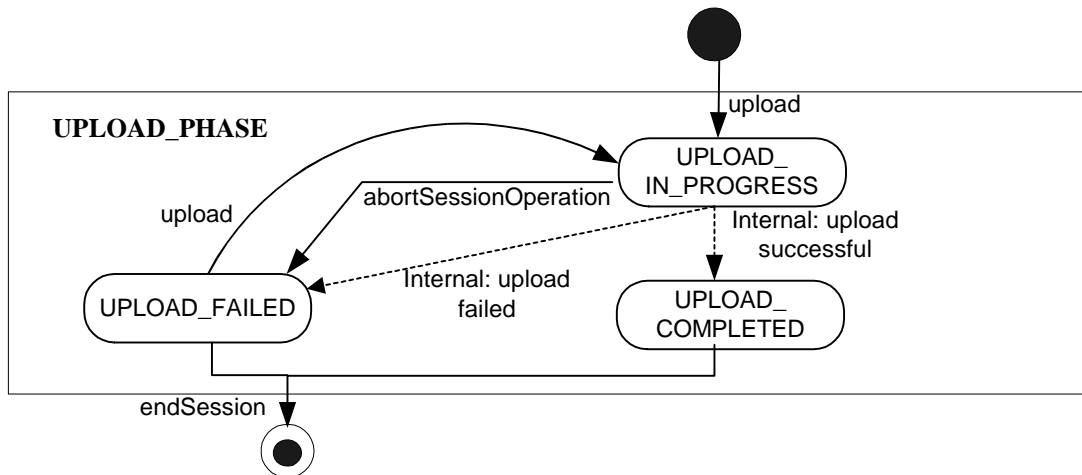 upload
UPLOAD_PHASE
UPLOAD_
IN_PROGRESS
abortSessionOperation
upload
Internal: upload
successful
Internal: upload
failed
UPLOAD_FAILED
UPLOAD_
COMPLETED
endSession